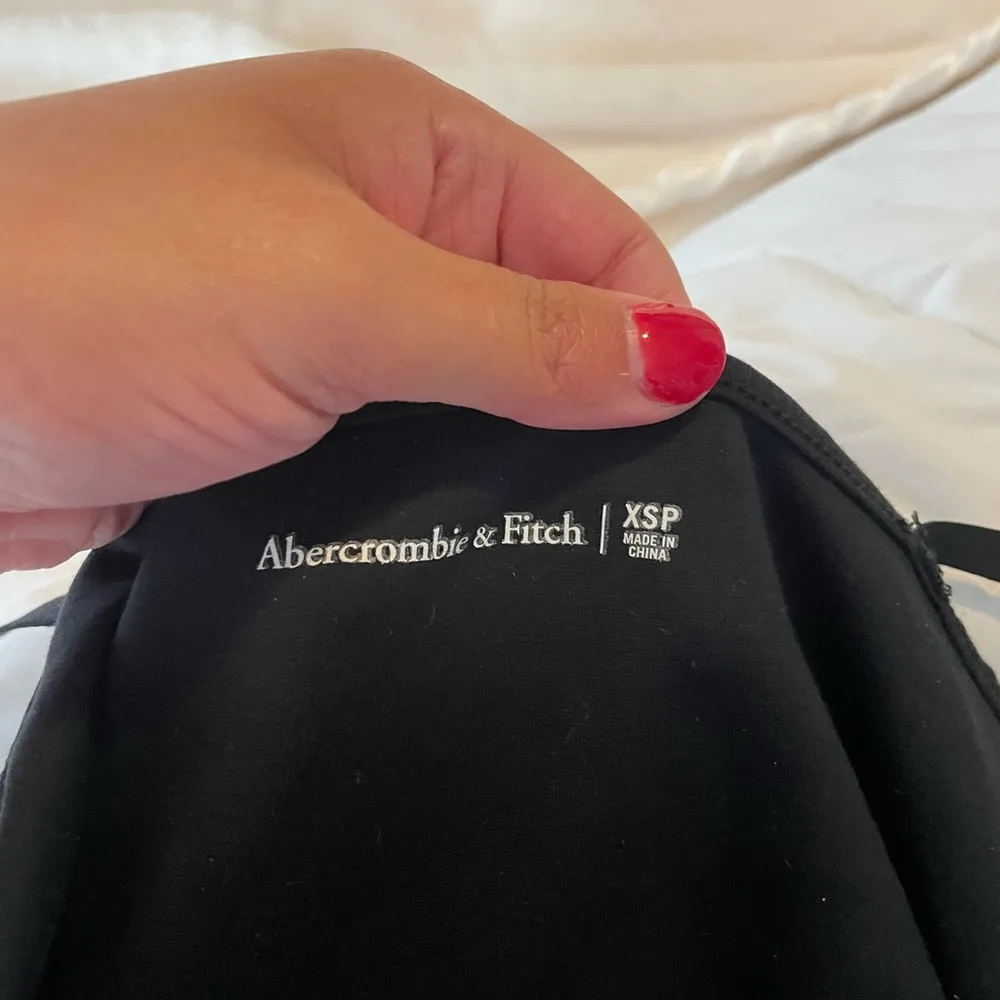 Abercrombie & Fitch | XSP
MADE IN
CHINA